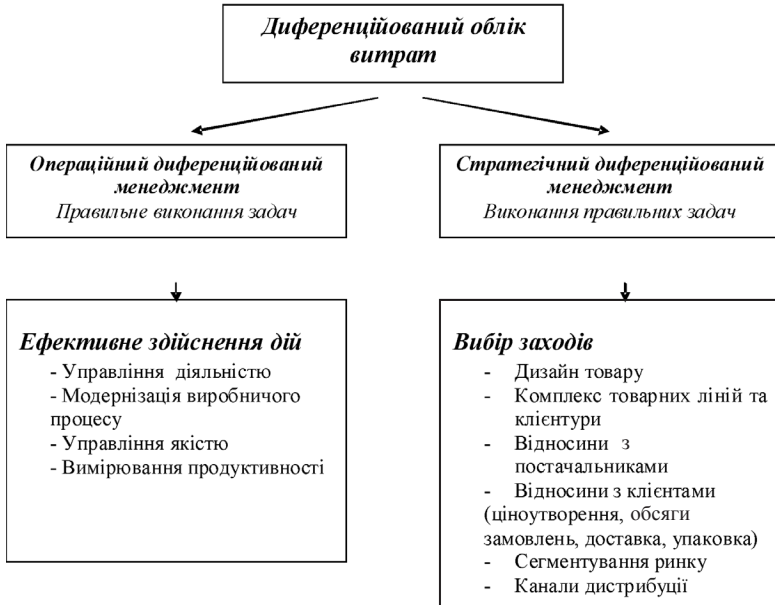 Диференційований облік
витрат
Операційний диференційований
менеджмент
Правильне виконання задач
Стратегічний диференційований
менеджмент
Виконання правильних задач
Ефективне здійснення дій
- Управління діяльністю
- Модернізація виробничого
процесу
- Управління якістю
- Вимірювання продуктивності
Вибір заходів
- Дизайн товару
- Комплекс товарних ліній та
клієнтури
- Відносини з
постачальниками
- Відносини з клієнтами
(ціноутворення, обсяги
замовлень, доставка, упаковка)
- Сегментування ринку
- Канали дистрибуції